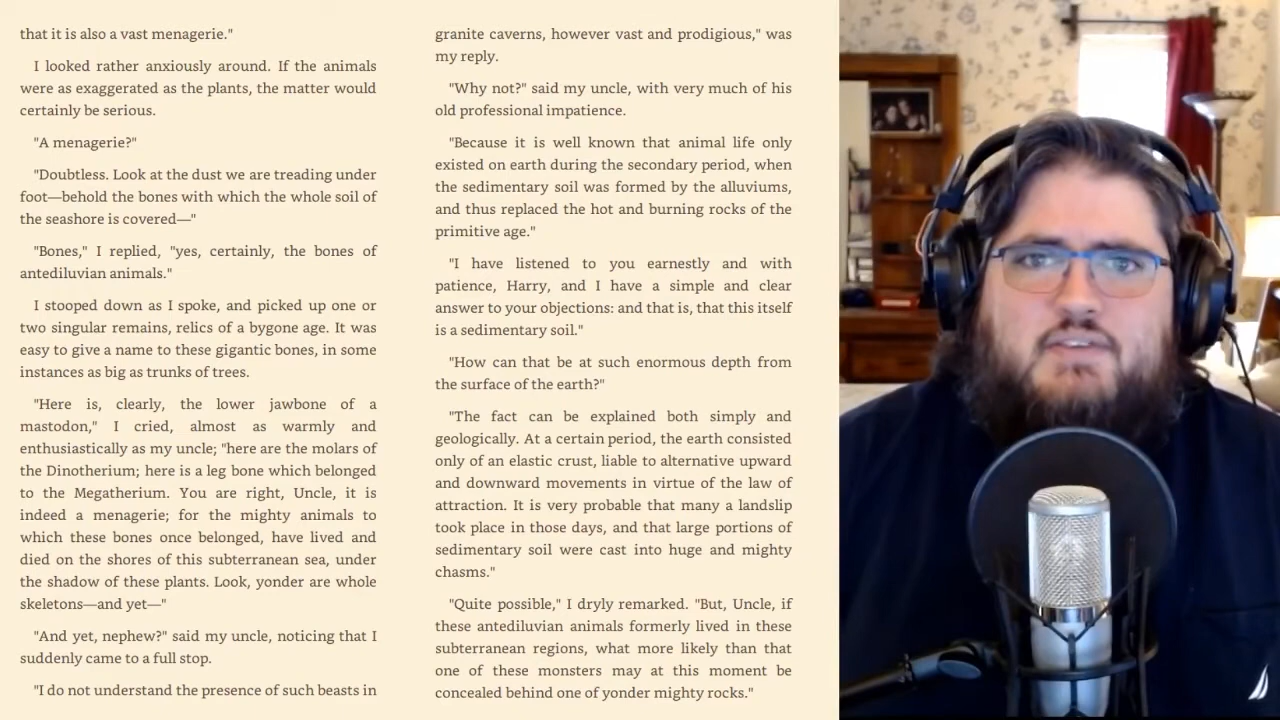 that it is also a vast menagerie."
I looked rather anxiously around. If the animals
were as exaggerated as the plants, the matter would
certainly be serious.
"A menagerie?"
"Doubtless. Look at the dust we are treading under
foot—behold the bones with which the whole soil of
the seashore is covered—"
"Bones," I replied, "yes, certainly, the bones of
antediluvian animals."
I stooped down as I spoke, and picked up one or
two singular remains, relics of a bygone age. It was
easy to give a name to these gigantic bones, in some
instances as big as trunks of trees.
"Here is, clearly, the lower jawbone of a
mastodon," I cried, almost as warmly and
enthusiastically as my uncle; "here are the molars of
the Dinotherium; here is a leg bone which belonged
to the Megatherium. You are right, Uncle, it is
indeed a menagerie; for the mighty animals to
which these bones once belonged, have lived and
died on the shores of this subterranean sea, under
the shadow of these plants. Look, yonder are whole
skeletons—and yet—"
"And yet, nephew?" said my uncle, noticing that I
suddenly came to a full stop.
"I do not understand the presence of such beasts in
granite caverns, however vast and prodigious," was
my reply.
"Why not?" said my uncle, with very much of his
old professional impatience.
"Because it is well known that animal life only
existed on earth during the secondary period, when
the sedimentary soil was formed by the alluviums,
and thus replaced the hot and burning rocks of the
primitive age."
"I have listened to you earnestly and with
patience, Harry, and I have a simple and clear
answer to your objections: and that is, that this itself
is a sedimentary soil."
"How can that be at such enormous depth from
the surface of the earth?"
"The fact can be explained both simply and
geologically. At a certain period, the earth consisted
only of an elastic crust, liable to alternative upward
and downward movements in virtue of the law of
attraction. It is very probable that many a landslip
took place in those days, and that large portions of
sedimentary soil were cast into huge and mighty
chasms."
"Quite possible," I dryly remarked. "But, Uncle, if
these antediluvian animals formerly lived in these
subterranean regions, what more likely than that
one of these monsters may at this moment be
concealed behind one of yonder mighty rocks."